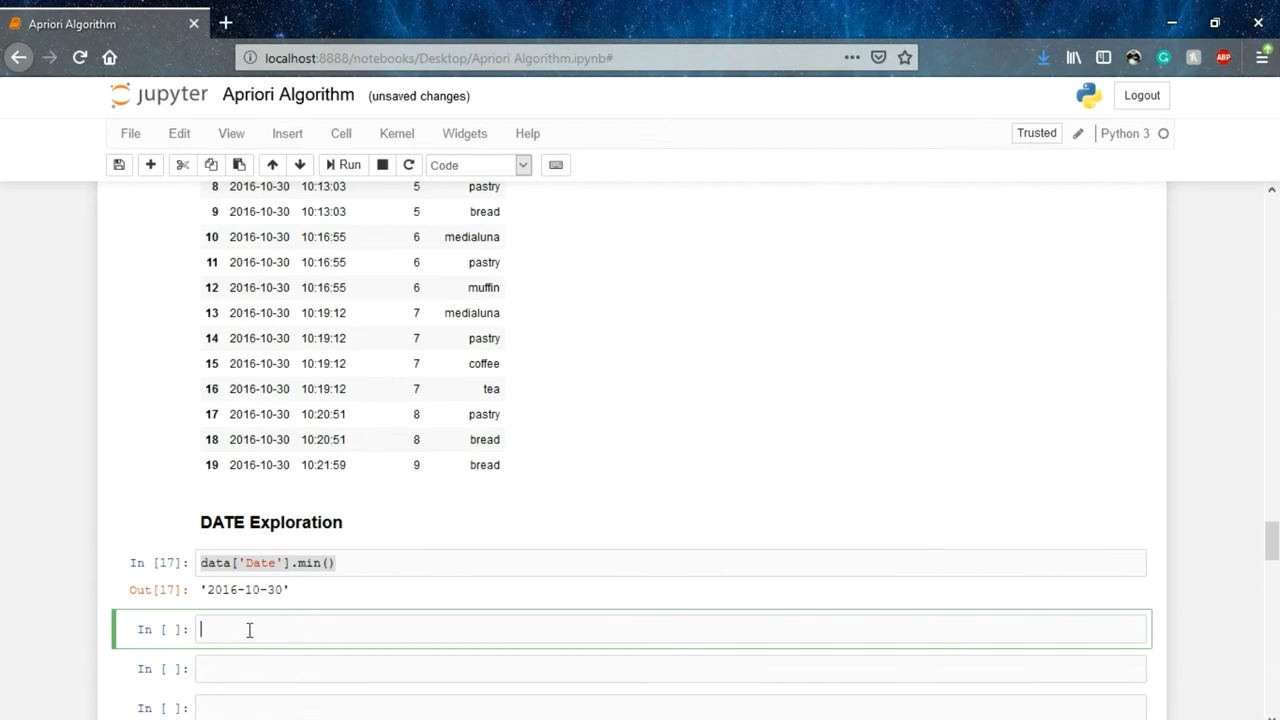 Apriori Algorithm
localhost:8888/notebooks/Desktop/Apriori Algorithm.ipynb#
ABP
jupyter Apriori Algorithm (unsaved changes) Logout
File Edit View Insert Cell Kernel Widgets Help Trusted Python 3
Run Code
8 2016-10-30 10:13:03 5 pastry
9 2016-10-30 10:13:03 5 bread
10 2016-10-30 10:16:55 6 medialuna
11 2016-10-30 10:16:55 6 pastry
12 2016-10-30 10:16:55 6 muffin
13 2016-10-30 10:19:12 7 medialuna
14 2016-10-30 10:19:12 7 pastry
15 2016-10-30 10:19:12 7 coffee
16 2016-10-30 10:19:12 7 tea
17 2016-10-30 10:20:51 8 pastry
18 2016-10-30 10:20:51 8 bread
19 2016-10-30 10:21:59 9 bread
DATE Exploration
In [17]: data['Date'].min()
Out[17]: '2016-10-30'
In [ ]:
In [ ]:
In [ ]: